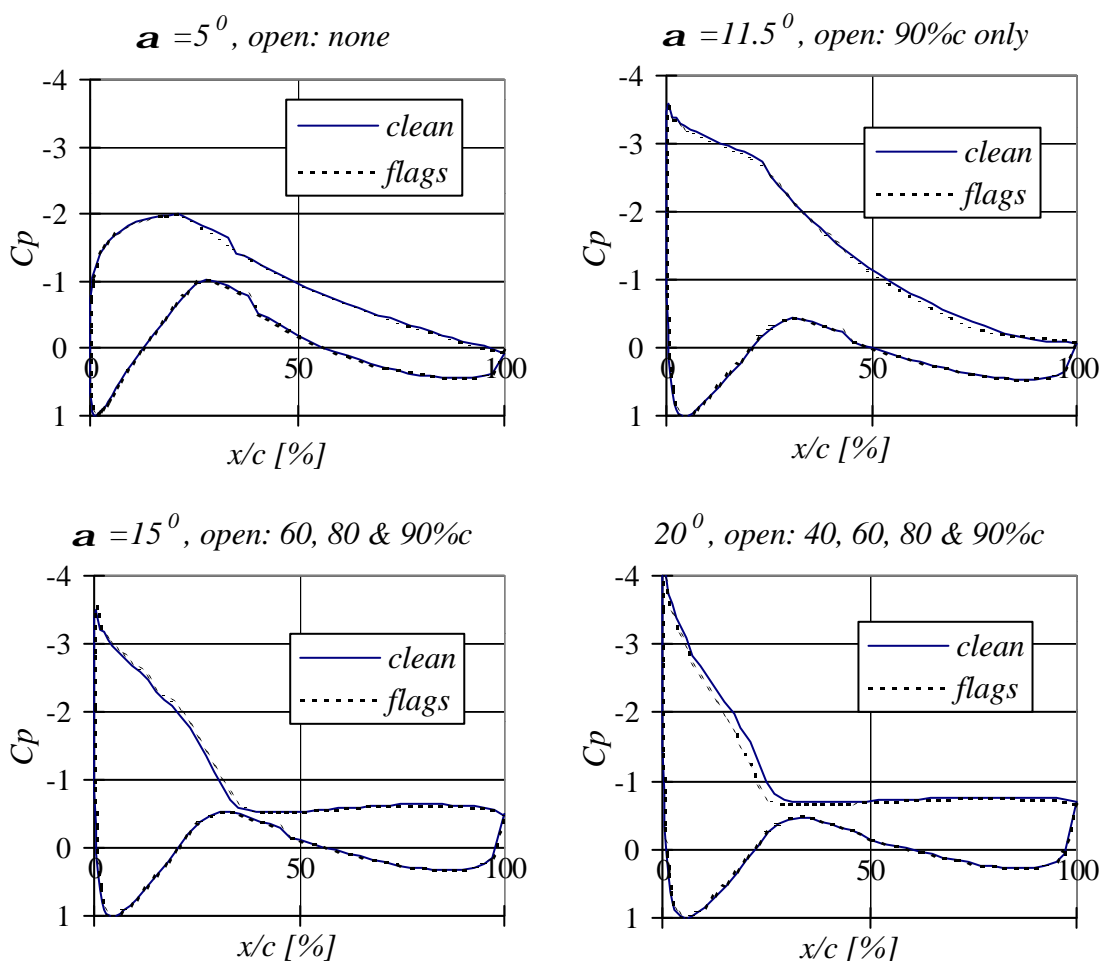 a =5⁰, open: none
-4
-3
-2
-1
0
1
Cp
clean
flags
0
50
100
x/c [%]
a =11.5⁰, open: 90%c only
-4
-3
-2
-1
0
1
Cp
clean
flags
0
50
100
x/c [%]
a =15⁰, open: 60, 80 & 90%c
-4
-3
-2
-1
0
1
Cp
clean
flags
0
50
100
x/c [%]
20⁰, open: 40, 60, 80 & 90%c
-4
-3
-2
-1
0
1
Cp
clean
flags
0
50
100
x/c [%]